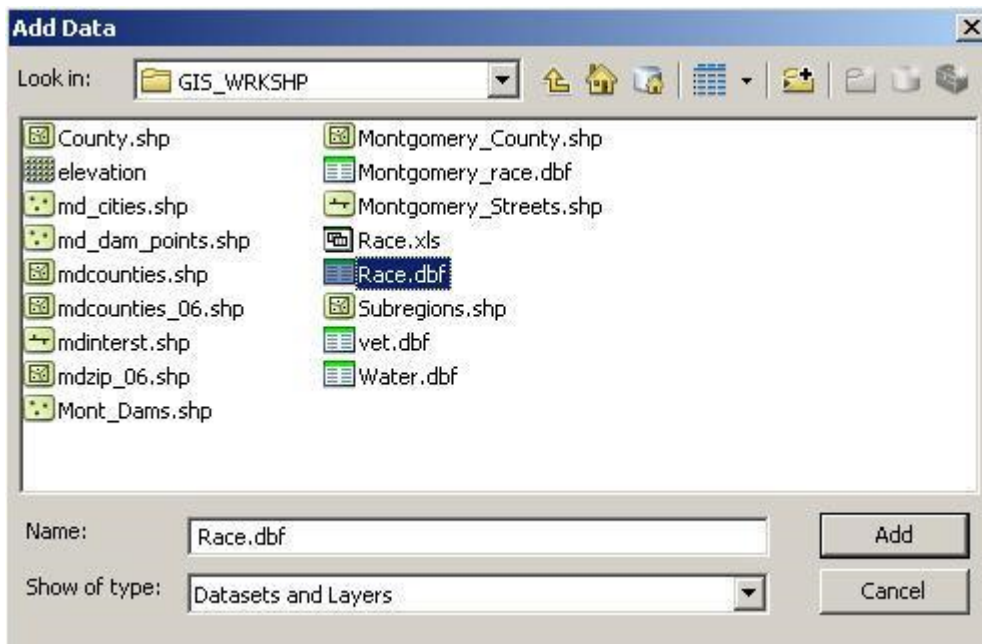 Add Data
Look in:
GIS_WRKSHP
County.shp
elevation
md_cities.shp
md_dam_points.shp
mdcounties.shp
mdcounties_06.shp
mdinterst.shp
mdzip_06.shp
Mont_Dams.shp
Montgomery_County.shp
Montgomery_race.dbf
Montgomery_Streets.shp
Race.xls
Race.dbf
Subregions.shp
vet.dbf
Water.dbf
Name:
Race.dbf
Add
Show of type:
Datasets and Layers
Cancel